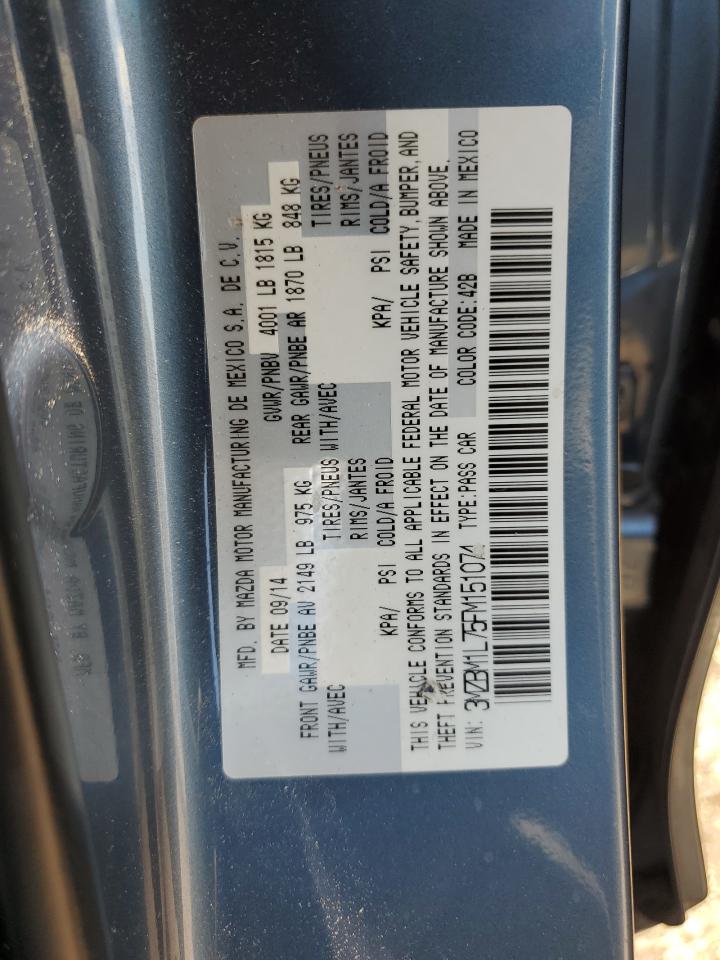 MFD. BY MAZDA MOTOR MANUFACTURING DE MEXICO S.A. DE C.V.
DATE 09/14 GVWR/PNBV 4001 LB 1815 KG
FRONT GAWR/PNBE AV 2149 LB 975 KG REAR GAWR/PNBE AR 1870 LB 848 KG
WITH/AVEC TIRES/PNEUS WITH/AVEC TIRES/PNEUS
RIMS/JANTES RIMS/JANTES
KPA/ PSI COLD/A FROID KPA/ PSI COLD/A FROID
THIS VEHICLE CONFORMS TO ALL APPLICABLE FEDERAL MOTOR VEHICLE SAFETY, BUMPER, AND
THEFT PREVENTION STANDARDS IN EFFECT ON THE DATE OF MANUFACTURE SHOWN ABOVE.
VIN: 3MZBM1L75FM151074 TYPE:PASS CAR COLOR CODE:42B MADE IN MEXICO